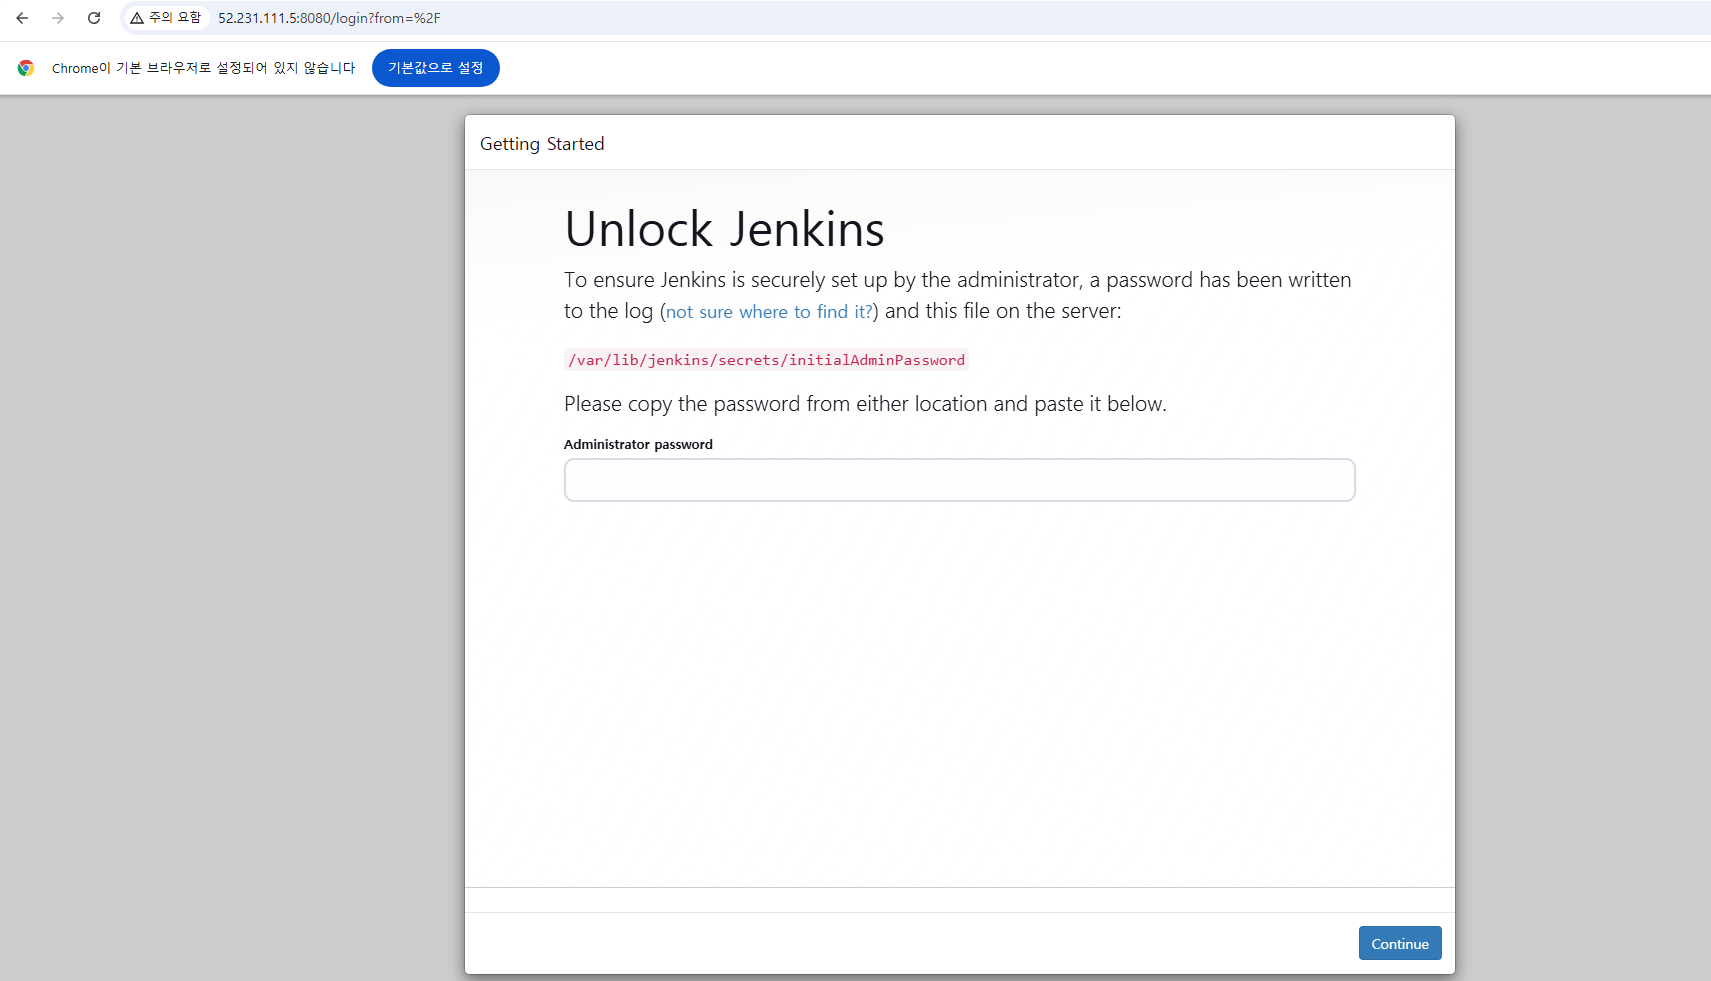 주의 요함 52.231.111.5:8080/login?from=%2F
Chrome이 기본 브라우저로 설정되어 있지 않습니다 기본값으로 설정
Getting Started
Unlock Jenkins
To ensure Jenkins is securely set up by the administrator, a password has been written
to the log (not sure where to find it?) and this file on the server:
/var/lib/jenkins/secrets/initialAdminPassword
Please copy the password from either location and paste it below.
Administrator password
Continue